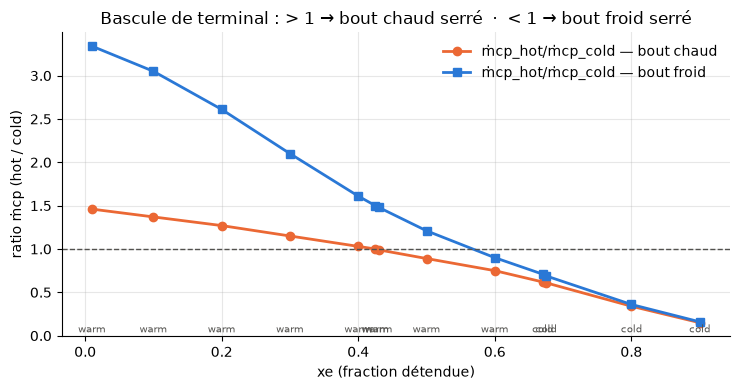 Bascule de terminal : > 1 → bout chaud serré · < 1 → bout froid serré
ṁcp_hot/ṁcp_cold — bout chaud
ṁcp_hot/ṁcp_cold — bout froid
ratio ṁcp (hot / cold)
3.0
2.5
2.0
1.5
1.0
0.5
0.0
warm warm warm warm warm warm warm warm warm cold cold cold cold
0.0 0.2 0.4 0.6 0.8
xe (fraction détendue)